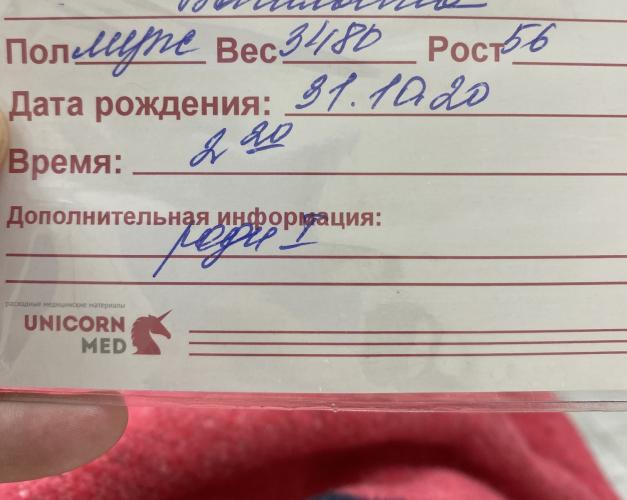 Пол муж Вес 3480 Рост 56
Дата рождения: 31.10.20
Время: 2 20
Дополнительная информация:
роди I
расходные медицинские материалы
UNICORN
MED